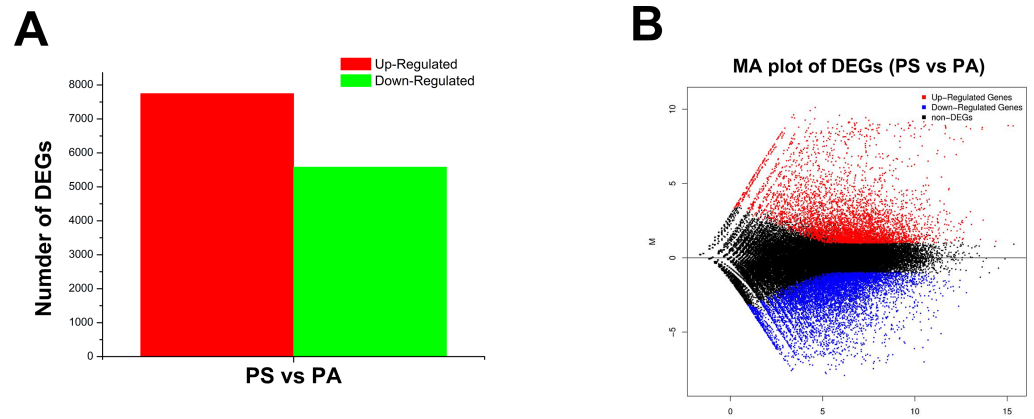 A
Up-Regulated
Down-Regulated
Numder of DEGs
8000
7000
6000
5000
4000
3000
2000
1000
0
PS vs PA
B
MA plot of DEGs (PS vs PA)
Up-Regulated Genes
Down-Regulated Genes
non-DEGs
M
10
5
0
-5
0
5
10
15